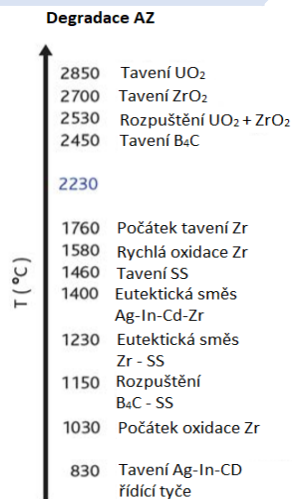 Degradace AZ
2850 Tavení UO₂
2700 Tavení ZrO₂
2530 Rozpuštění UO₂ + ZrO₂
2450 Tavení B₄C
2230
1760 Počátek tavení Zr
1580 Rychlá oxidace Zr
1460 Tavení SS
1400 Eutektická směs
Ag-In-Cd-Zr
1230 Eutektická směs
Zr - SS
1150 Rozpuštění
B₄C - SS
1030 Počátek oxidace Zr
830 Tavení Ag-In-CD
řídící tyče
T (°C)